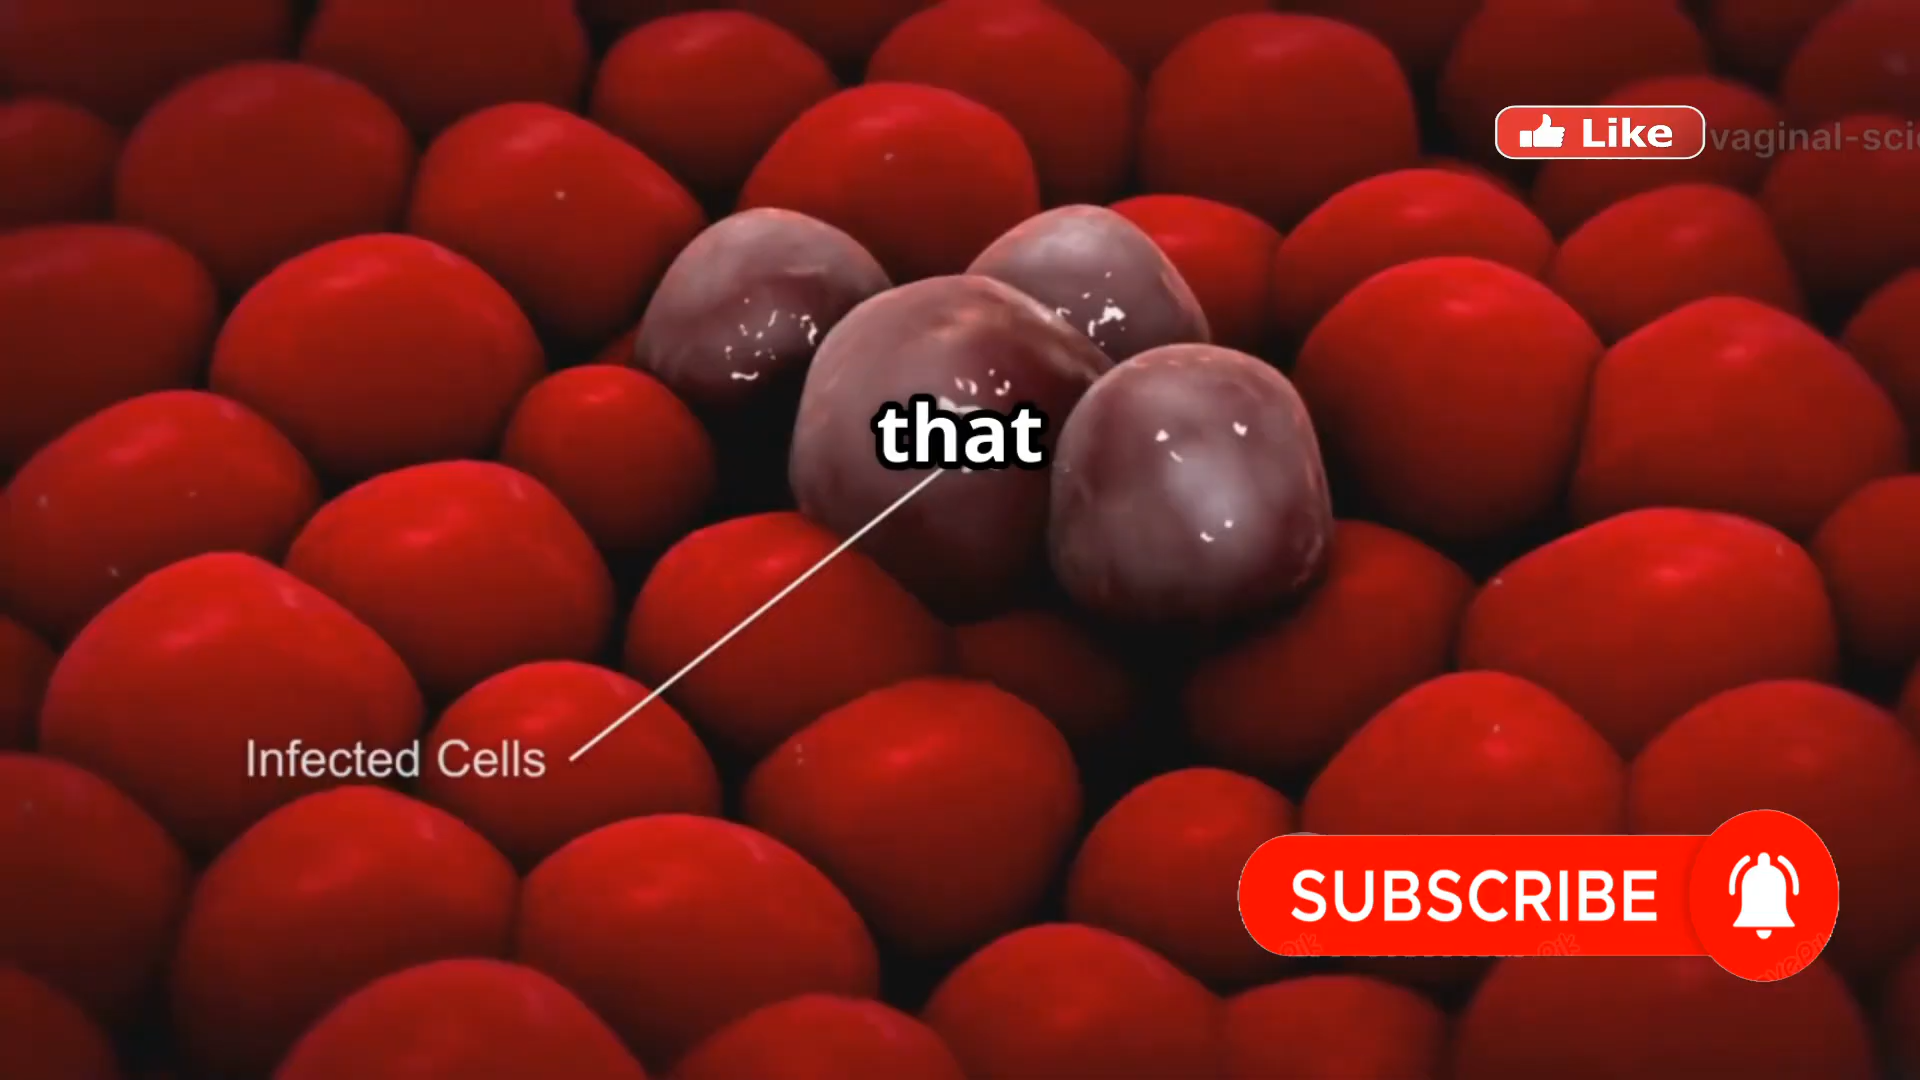 Like
vaginal-sci
that
Infected Cells
SUBSCRIBE